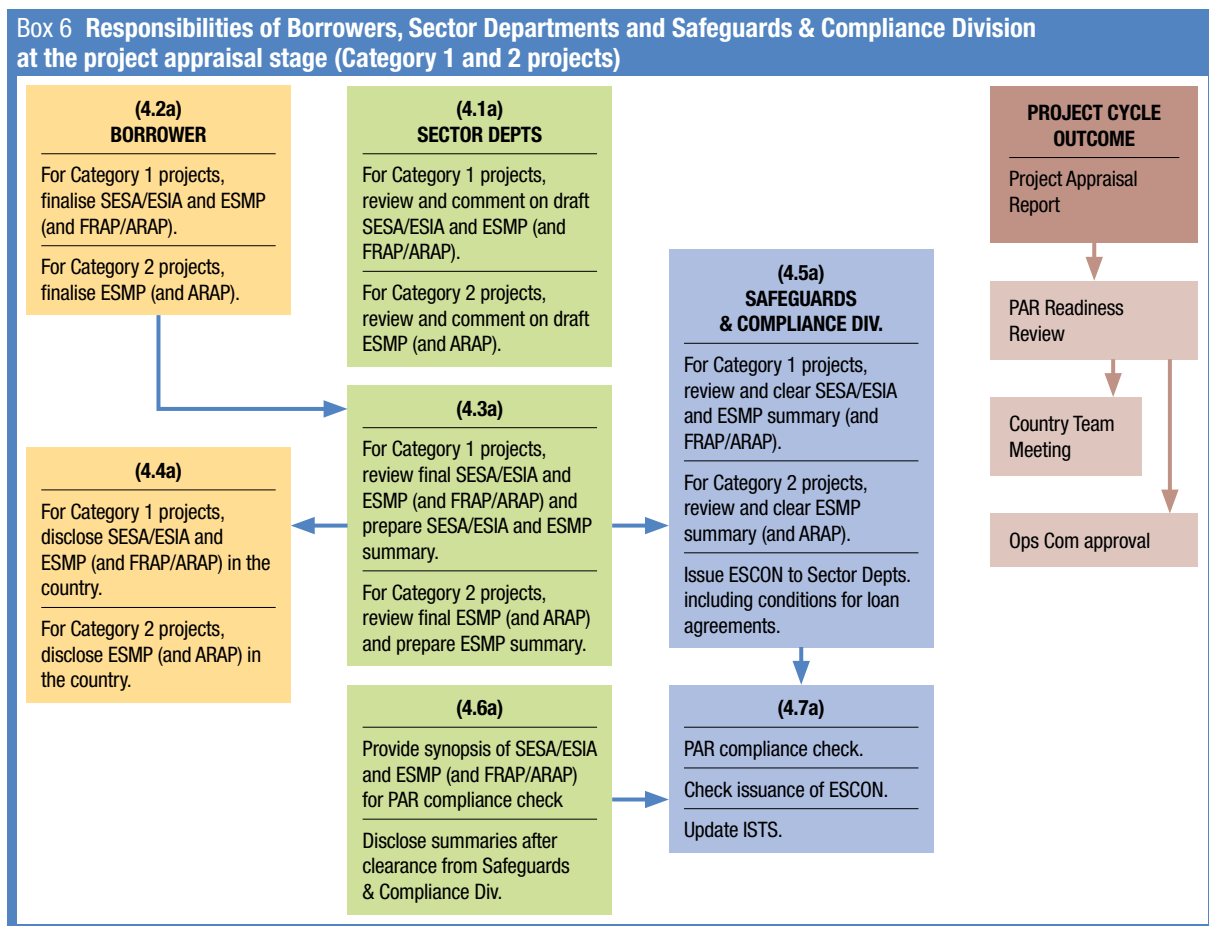 Box 6 Responsibilities of Borrowers, Sector Departments and Safeguards & Compliance Division
at the project appraisal stage (Category 1 and 2 projects)
(4.2a)
BORROWER
For Category 1 projects,
finalise SESA/ESIA and ESMP
(and FRAP/ARAP).
For Category 2 projects,
finalise ESMP (and ARAP).
(4.1a)
SECTOR DEPTS
For Category 1 projects,
review and comment on draft
SESA/ESIA and ESMP (and
FRAP/ARAP).
For Category 2 projects,
review and comment on draft
ESMP (and ARAP).
(4.3a)
For Category 1 projects,
review final SESA/ESIA and
ESMP (and FRAP/ARAP) and
prepare SESA/ESIA and ESMP
summary.
For Category 2 projects,
review final ESMP (and ARAP)
and prepare ESMP summary.
(4.4a)
For Category 1 projects,
disclose SESA/ESIA and
ESMP (and FRAP/ARAP) in the
country.
For Category 2 projects,
disclose ESMP (and ARAP) in
the country.
(4.5a)
SAFEGUARDS
& COMPLIANCE DIV.
For Category 1 projects,
review and clear SESA/ESIA
and ESMP summary (and
FRAP/ARAP).
For Category 2 projects,
review and clear ESMP
summary (and ARAP).
Issue ESCON to Sector Depts.
including conditions for loan
agreements.
(4.6a)
Provide synopsis of SESA/ESIA
and ESMP (and FRAP/ARAP)
for PAR compliance check
Disclose summaries after
clearance from Safeguards
& Compliance Div.
(4.7a)
PAR compliance check.
Check issuance of ESCON.
Update ISTS.
PROJECT CYCLE
OUTCOME
Project Appraisal
Report
PAR Readiness
Review
Country Team
Meeting
Ops Com approval